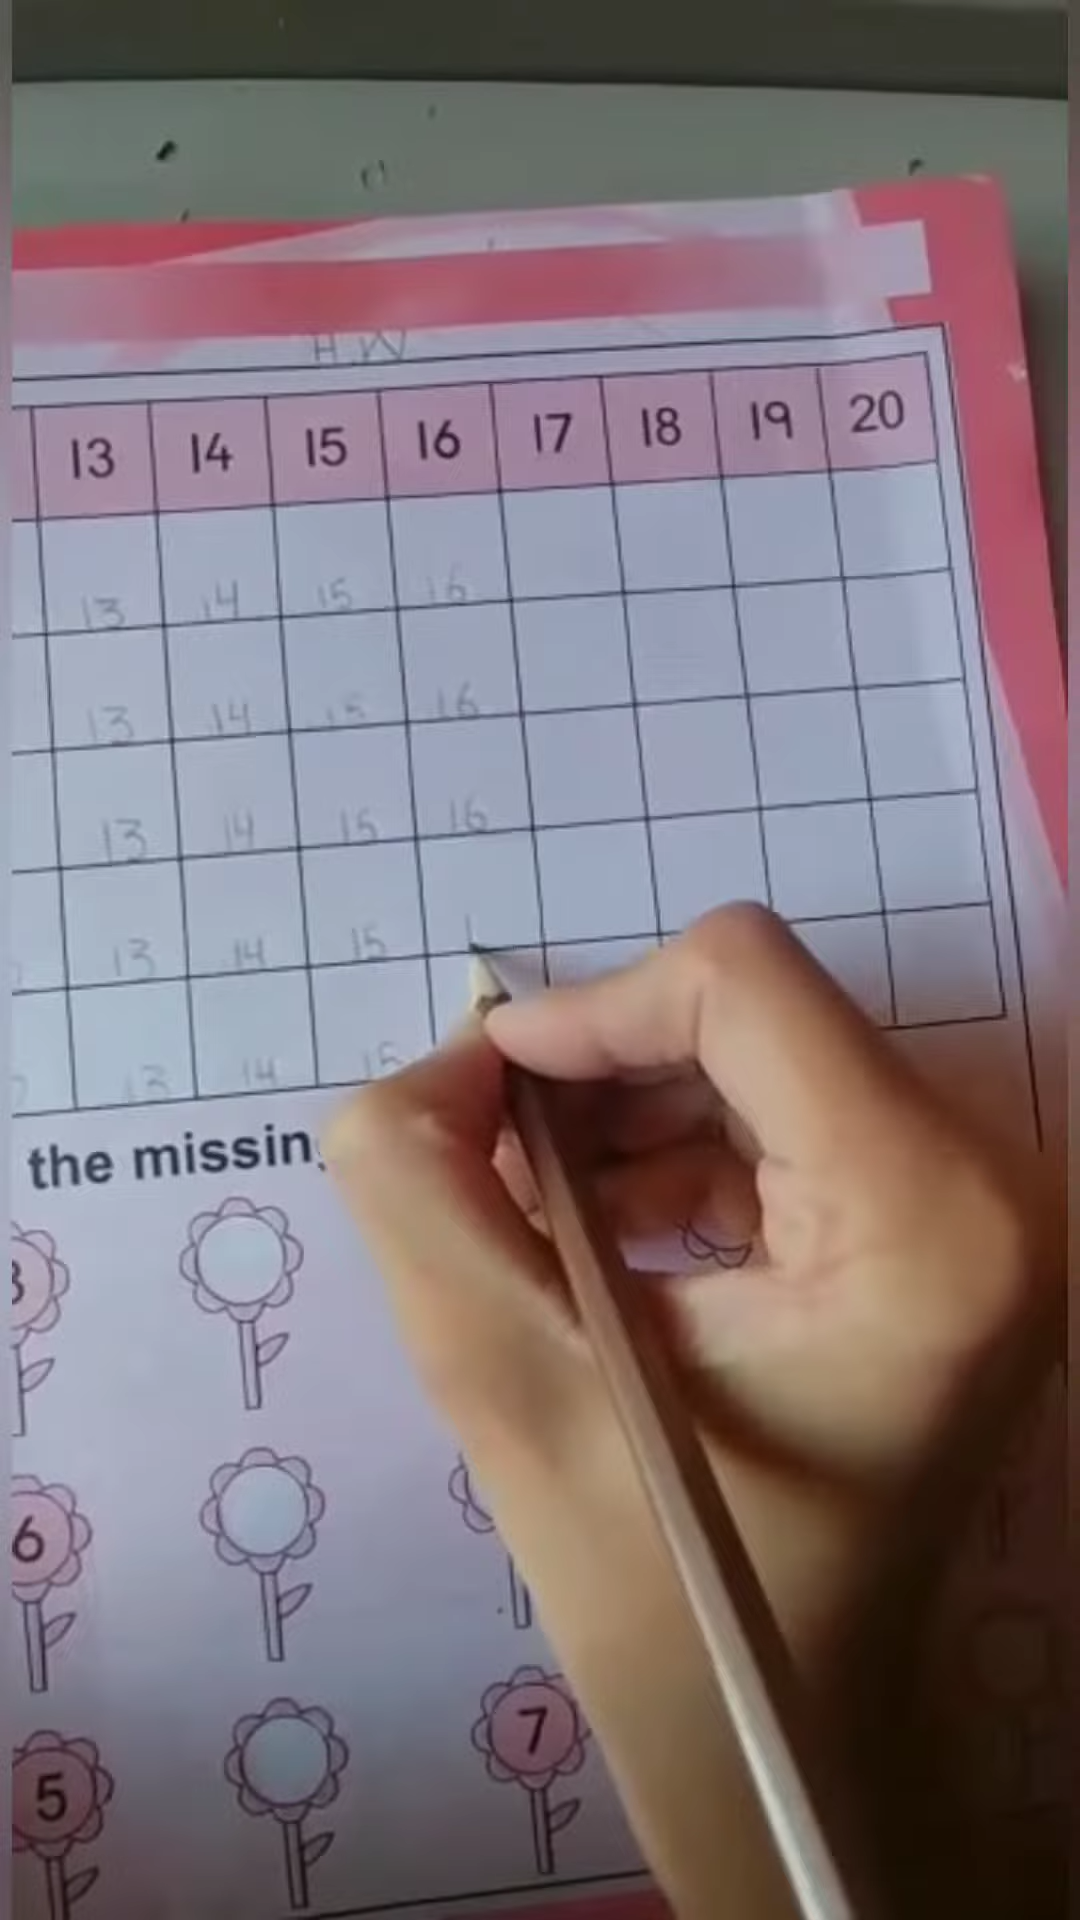 H.W
13 14 15 16 17 18 19 20
13 14 15 16
13 14 15 16
13 14 15 16
13 14 15 1
13 14 15
the missin
3
6
5 7